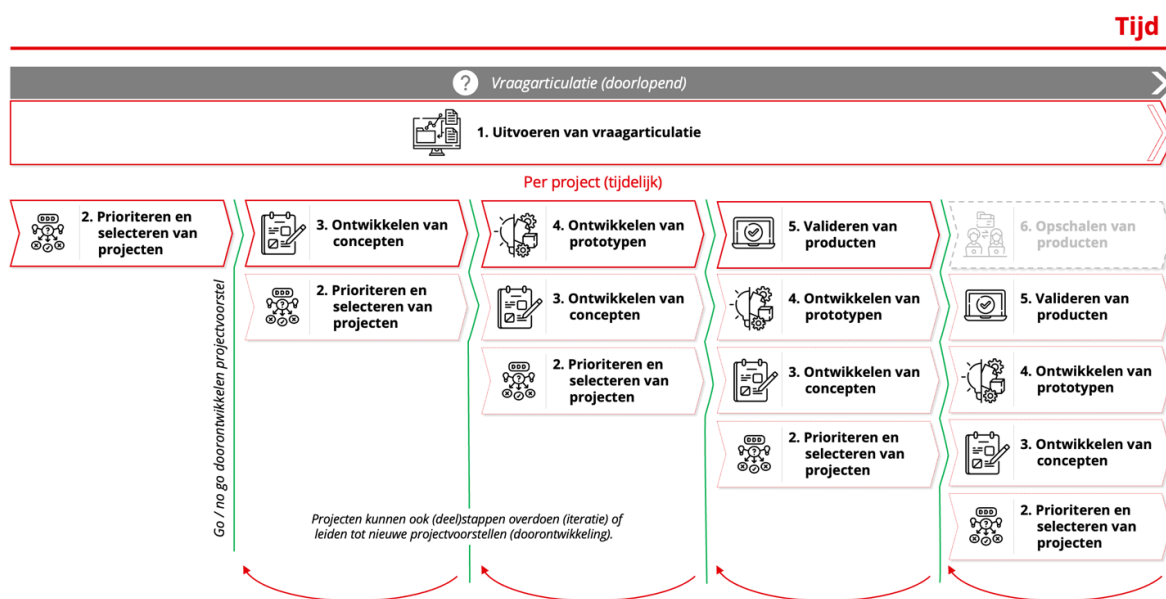 Tijd
? Vraagarticulatie (doorlopend)
1. Uitvoeren van vraagarticulatie
Per project (tijdelijk)
2. Prioriteren en
selecteren van
projecten
3. Ontwikkelen van
concepten
4. Ontwikkelen van
prototypen
5. Valideren van
producten
6. Opschalen van
producten
2. Prioriteren en
selecteren van
projecten
3. Ontwikkelen van
concepten
4. Ontwikkelen van
prototypen
5. Valideren van
producten
2. Prioriteren en
selecteren van
projecten
3. Ontwikkelen van
concepten
4. Ontwikkelen van
prototypen
2. Prioriteren en
selecteren van
projecten
3. Ontwikkelen van
concepten
2. Prioriteren en
selecteren van
projecten
Go / no go doorontwikkelen projectvoorstel
Projecten kunnen ook (deel)stappen overdoen (iteratie) of
leiden tot nieuwe projectvoorstellen (doorontwikkeling).